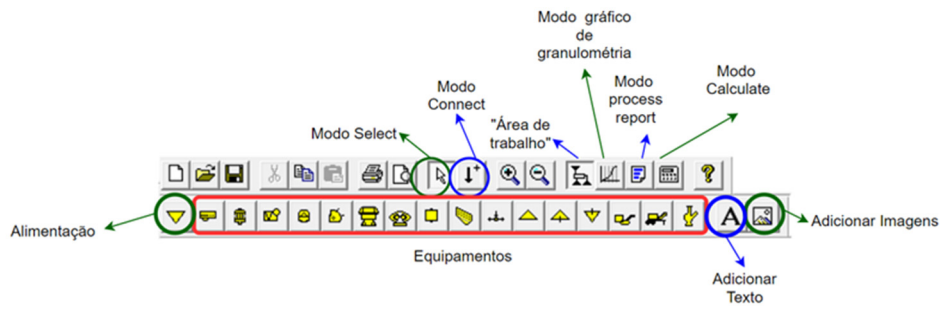 Modo gráfico
de
granulométria
Modo
process
report
Modo
Calculate
Modo
Connect
"Área de
trabalho"
Modo Select
A
Alimentação
Adicionar Imagens
Equipamentos
Adicionar
Texto